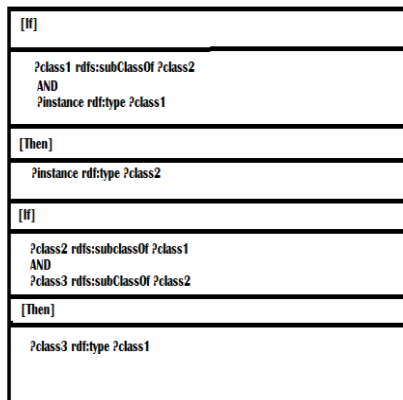 [If]
?class1 rdfs:subClassOf ?class2
AND
?instance rdf:type ?class1
[Then]
?instance rdf:type ?class2
[If]
?class2 rdfs:subclassOf ?class1
AND
?class3 rdfs:subClassOf ?class2
[Then]
?class3 rdf:type ?class1